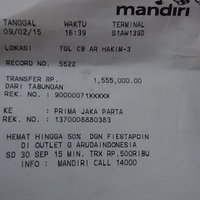 mandiri
TANGGAL WAKTU TERMINAL
09/02/15 16:39 S1AW1390
LOKASI TGL CB AR HAKIM-3
RECORD NO. 5522
TRANSFER RP. 1,555,000.00
DARI TABUNGAN
REK. NO. : 90000071XXXXX
KE : PRIMA JAKA PARTA
REK. NO. : 1370008880383
HEMAT HINGGA 50% DGN FIESTAPOIN
DI OUTLET GARUDAINDONESIA
SD 30 SEP 15 MIN. TRX RP.500RIBU
INFO : MANDIRI CALL 14000